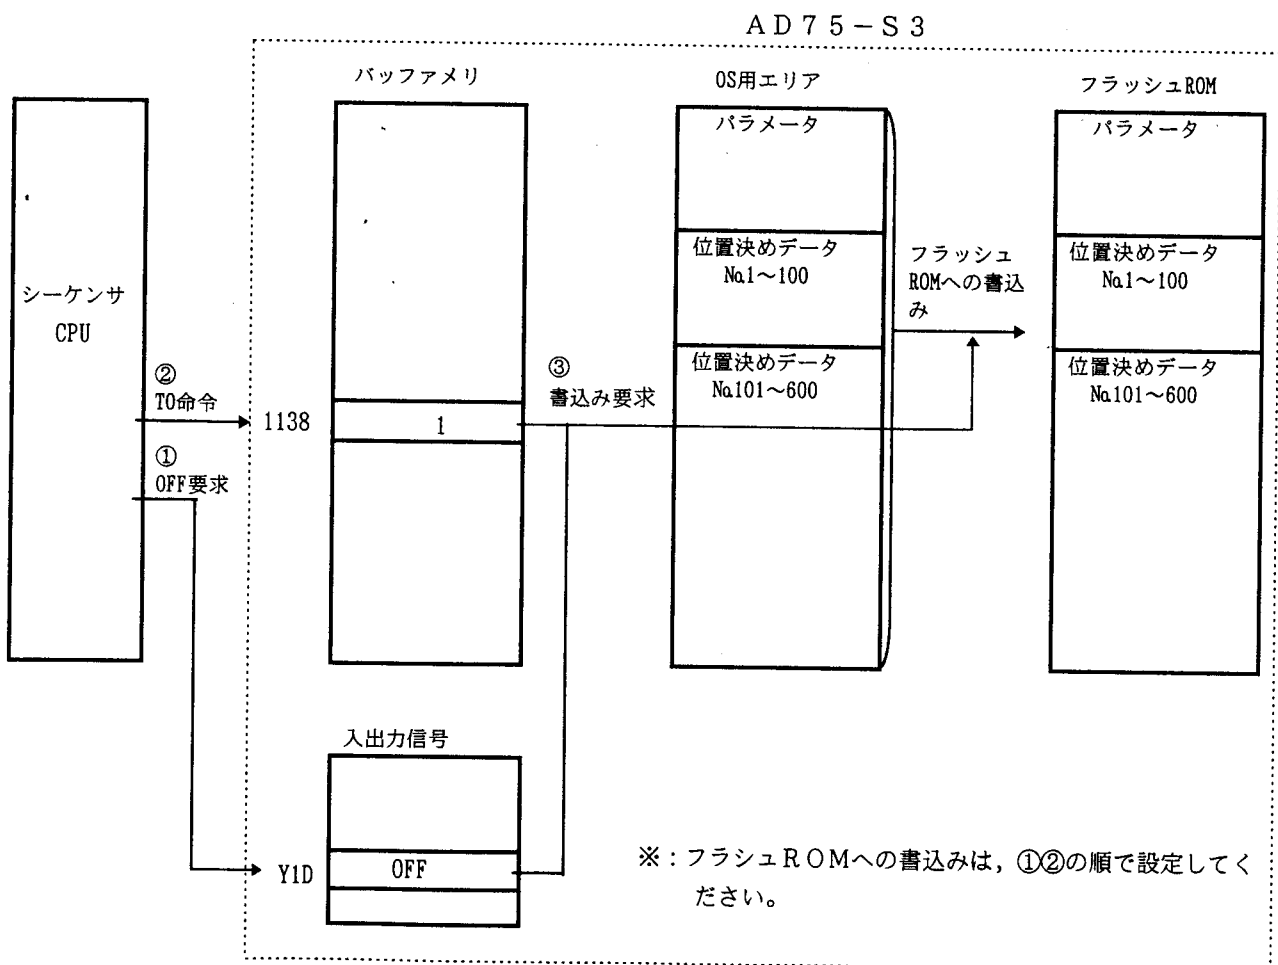 AD75-S3
バッファメリ
OS用エリア
フラッシュROM
パラメータ
パラメータ
位置決めデータ
No.1～100
フラッシュ
ROMへの書込
み
位置決めデータ
No.1～100
シーケンサ
CPU
位置決めデータ
No.101～600
位置決めデータ
No.101～600
②
TO命令
1138
1
③
書込み要求
①
OFF要求
入出力信号
Y1D
OFF
※：フラシュROMへの書込みは，①②の順で設定してく
ださい。